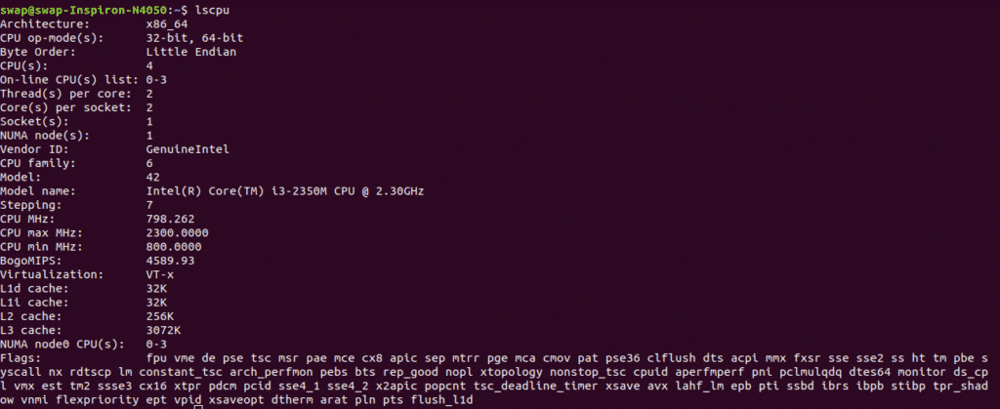 swap@swap-Inspiron-N4050:~$ lscpu
Architecture:        x86_64
CPU op-mode(s):      32-bit, 64-bit
Byte Order:          Little Endian
CPU(s):              4
On-line CPU(s) list: 0-3
Thread(s) per core:  2
Core(s) per socket:  2
Socket(s):           1
NUMA node(s):        1
Vendor ID:           GenuineIntel
CPU family:          6
Model:               42
Model name:          Intel(R) Core(TM) i3-2350M CPU @ 2.30GHz
Stepping:            7
CPU MHz:             798.262
CPU max MHz:         2300.0000
CPU min MHz:         800.0000
BogoMIPS:            4589.93
Virtualization:      VT-x
L1d cache:           32K
L1i cache:           32K
L2 cache:            256K
L3 cache:            3072K
NUMA node0 CPU(s):   0-3
Flags:               fpu vme de pse tsc msr pae mce cx8 apic sep mtrr pge mca cmov pat pse36 clflush dts acpi mmx fxsr sse sse2 ss ht tm pbe s
yscall nx rdtscp lm constant_tsc arch_perfmon pebs bts rep_good nopl xtopology nonstop_tsc cpuid aperfmperf pni pclmulqdq dtes64 monitor ds_cp
l vmx est tm2 ssse3 cx16 xtpr pdcm pcid sse4_1 sse4_2 x2apic popcnt tsc_deadline_timer xsave avx lahf_lm epb pti ssbd ibrs ibpb stibp tpr_shad
ow vnmi flexpriority ept vpid xsaveopt dtherm arat pln pts flush_l1d